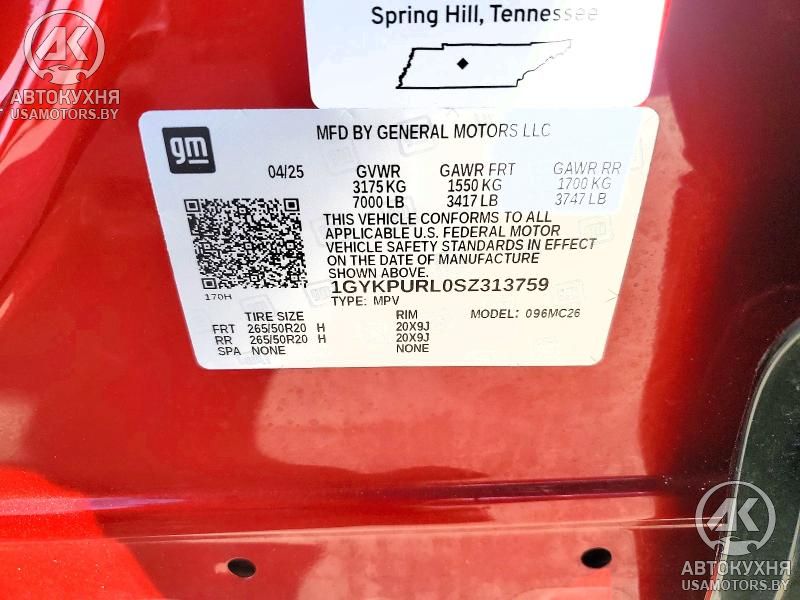 Spring Hill, Tennessee
АК
АВТОКУХНЯ
USAMOTORS.BY
gm
MFD BY GENERAL MOTORS LLC
04/25 GVWR GAWR FRT GAWR RR
3175 KG 1550 KG 1700 KG
7000 LB 3417 LB 3747 LB
THIS VEHICLE CONFORMS TO ALL
APPLICABLE U.S. FEDERAL MOTOR
VEHICLE SAFETY STANDARDS IN EFFECT
ON THE DATE OF MANUFACTURE
SHOWN ABOVE.
1GYKPURL0SZ313759
170H
TYPE: MPV
TIRE SIZE RIM MODEL: 096MC26
FRT 265/50R20 H 20X9J
RR 265/50R20 H 20X9J
SPA NONE NONE
АК
АВТОКУХНЯ
USAMOTORS.BY